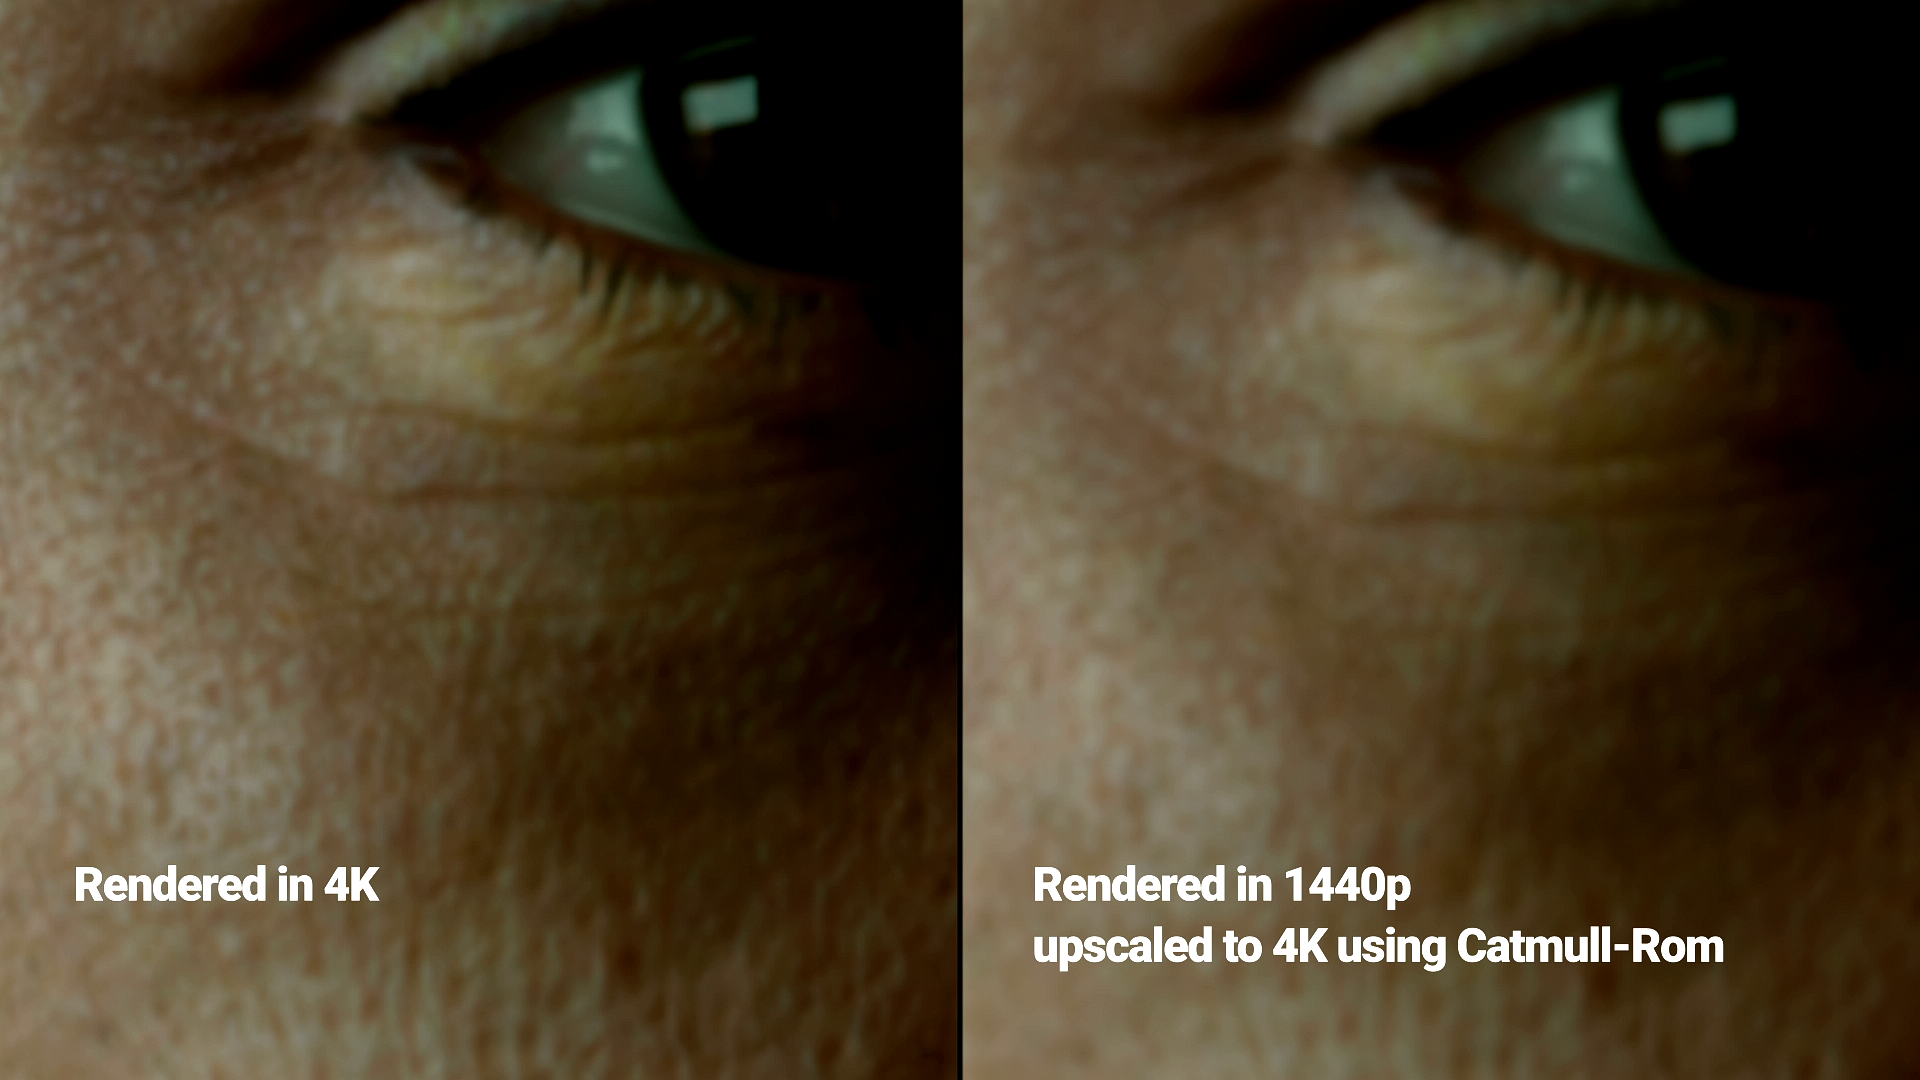 Rendered in 4K
Rendered in 1440p
upscaled to 4K using Catmull-Rom